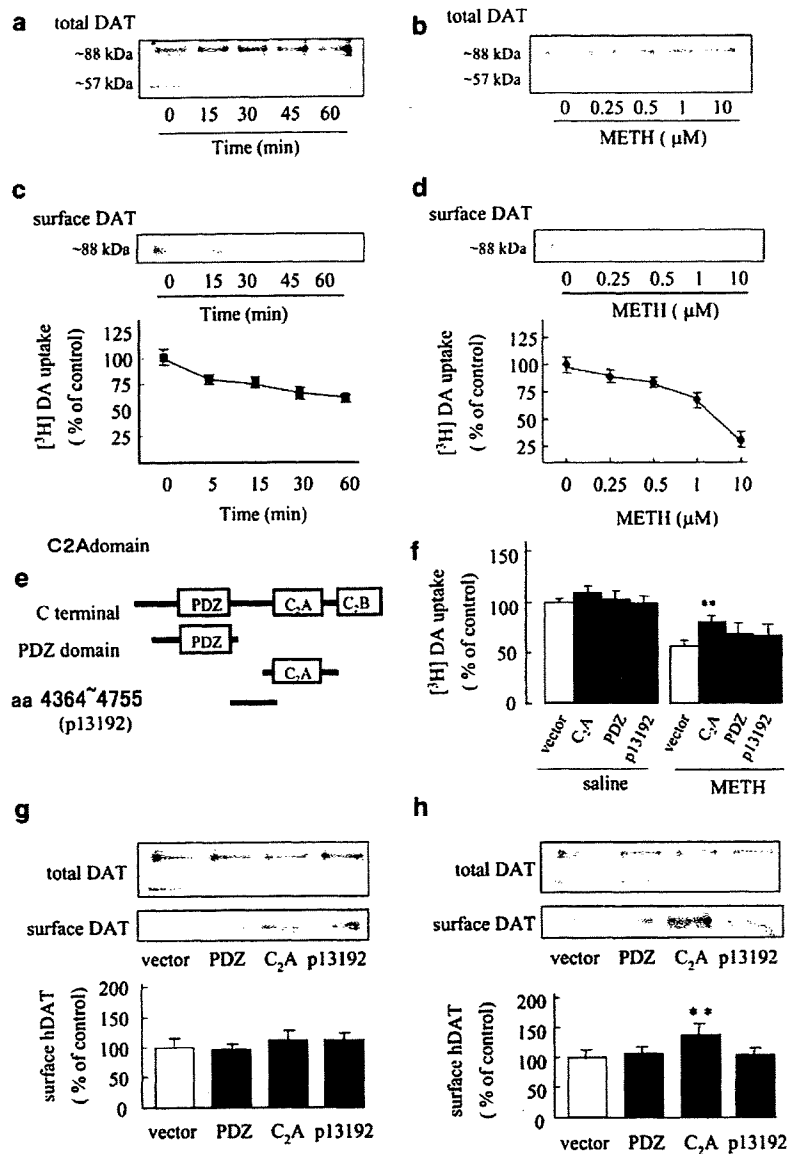 a
total DAT
~88 kDa
~57 kDa
0 15 30 45 60
Time (min)
b
total DAT
~88 kDa
~57 kDa
0 0.25 0.5 1 10
METH ( μM)
c
surface DAT
~88 kDa
0 15 30 45 60
Time (min)
[³H] DA uptake
( % of control)
125
100
75
50
25
0 5 15 30 60
Time (min)
d
surface DAT
~88 kDa
0 0.25 0.5 1 10
METH ( μM)
[³H] DA uptake
( % of control)
125
100
75
50
25
0 0.25 0.5 1 10
METH (μM)
C2Adomain
e
C terminal
PDZ C₂A C₂B
PDZ domain
PDZ
C₂A
aa 4364~4755
(p13192)
f
[³H] DA uptake
( % of control)
150
100
50
0
**
vector C₂A PDZ p13192 vector C₂A PDZ p13192
saline METH
g
total DAT
surface DAT
vector PDZ C₂A p13192
surface hDAT
( % of control)
200
150
100
50
0
vector PDZ C₂A p13192
h
total DAT
surface DAT
vector PDZ C₂A p13192
surface hDAT
( % of control)
200
150
100
50
0
* *
vector PDZ C₂A p13192